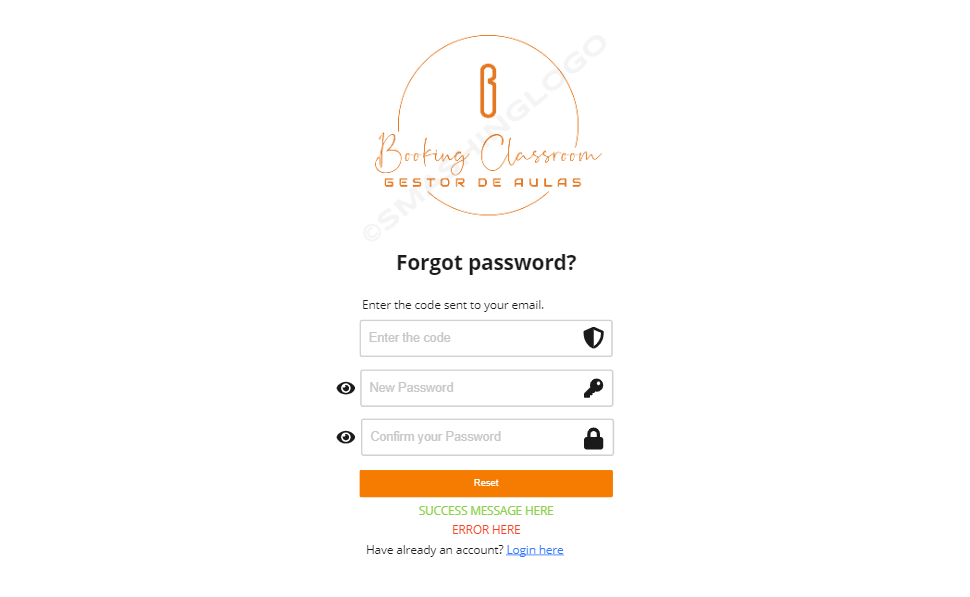 ©SMASHINGLOGO
B
Booking Classroom
GESTOR DE AULAS
Forgot password?
Enter the code sent to your email.
Enter the code
New Password
Confirm your Password
Reset
SUCCESS MESSAGE HERE
ERROR HERE
Have already an account? Login here